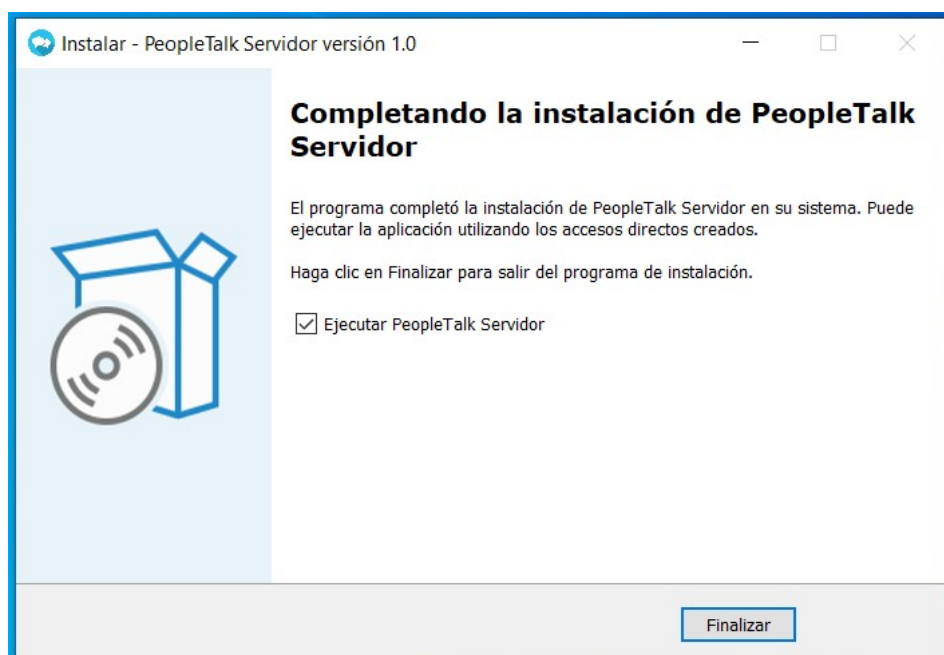 Instalar - PeopleTalk Servidor versión 1.0
Completando la instalación de PeopleTalk
Servidor
El programa completó la instalación de PeopleTalk Servidor en su sistema. Puede
ejecutar la aplicación utilizando los accesos directos creados.
Haga clic en Finalizar para salir del programa de instalación.
Ejecutar PeopleTalk Servidor
Finalizar